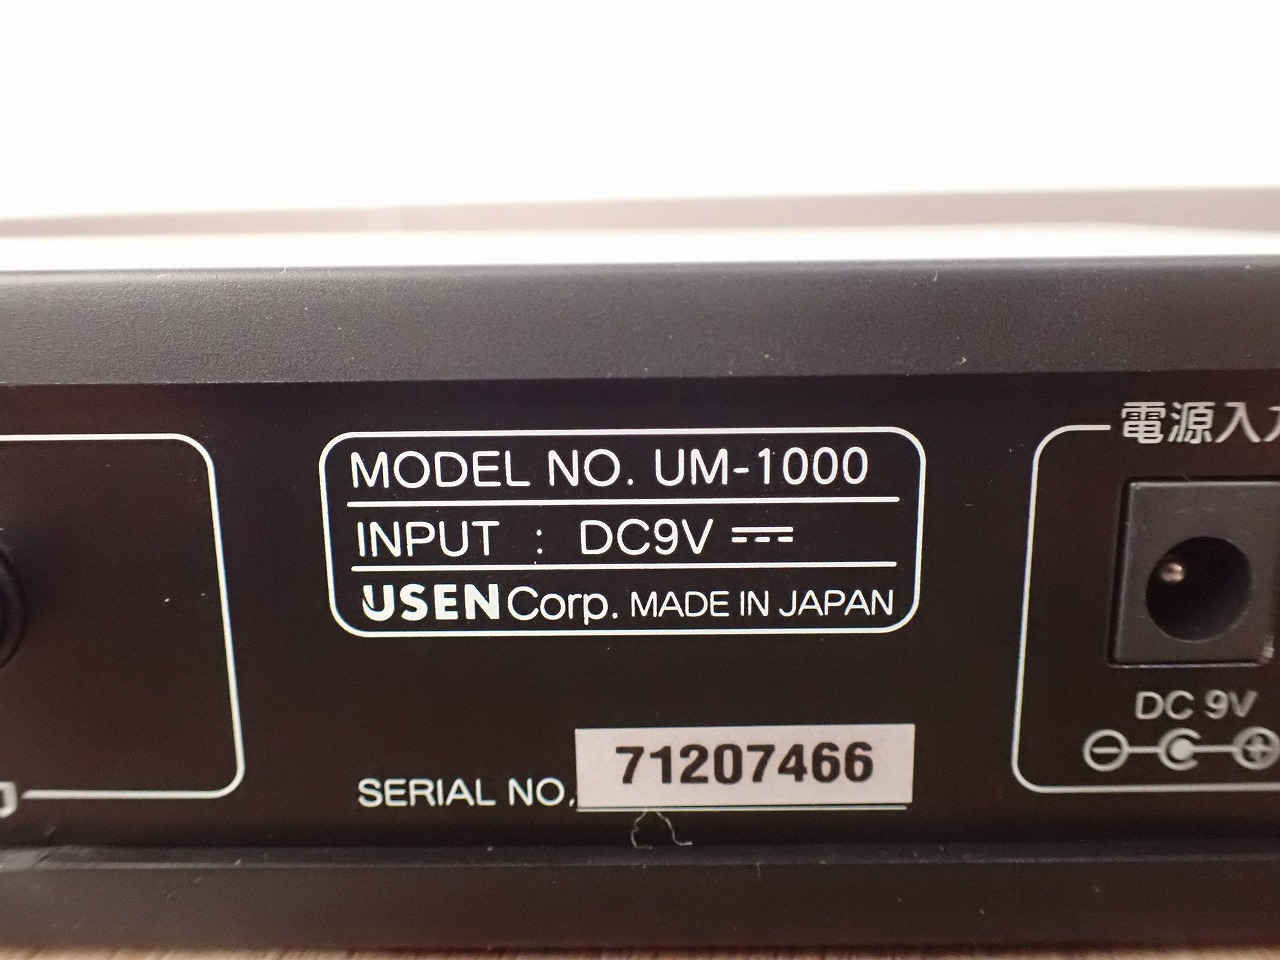 MODEL NO. UM-1000
INPUT : DC9V
USEN Corp. MADE IN JAPAN
SERIAL NO. 71207466
電源入
DC 9V